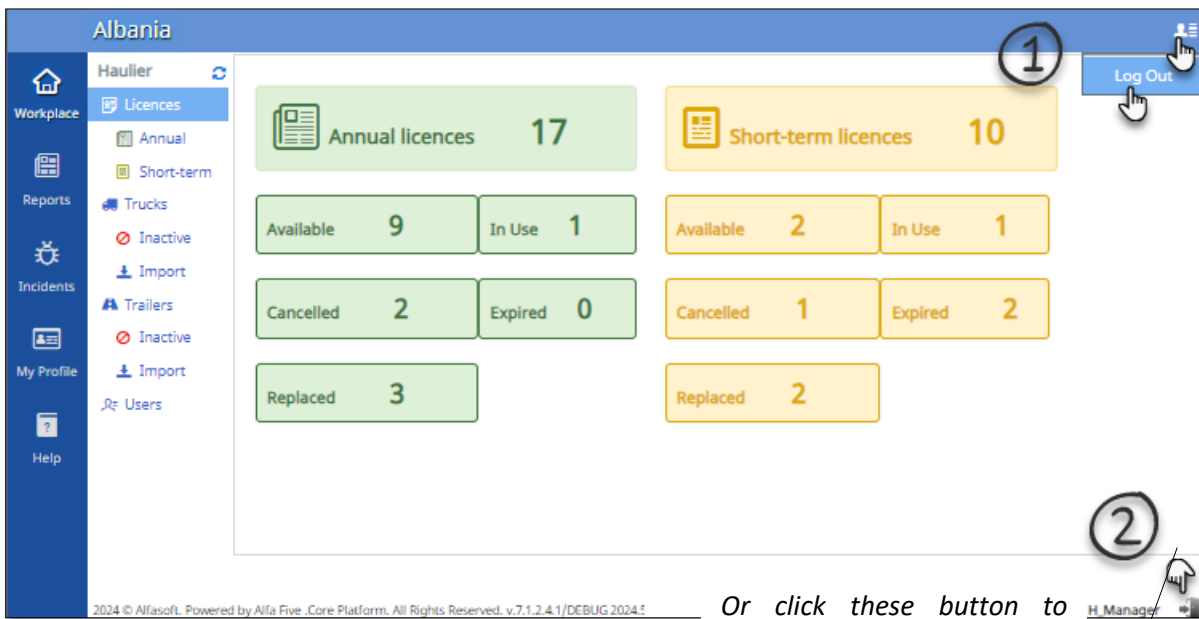 Albania
1
Log Out
Workplace
Reports
Incidents
My Profile
Help
Haulier
Licences
Annual
Short-term
Trucks
Inactive
Import
Trailers
Inactive
Import
Users
Annual licences 17
Short-term licences 10
Available 9 In Use 1
Available 2 In Use 1
Cancelled 2 Expired 0
Cancelled 1 Expired 2
Replaced 3
Replaced 2
2
2024 © Alfasoft. Powered by Alfa Five .Core Platform. All Rights Reserved. v.7.1.2.4.1/DEBUG 2024.5
Or click these button to
H_Manager